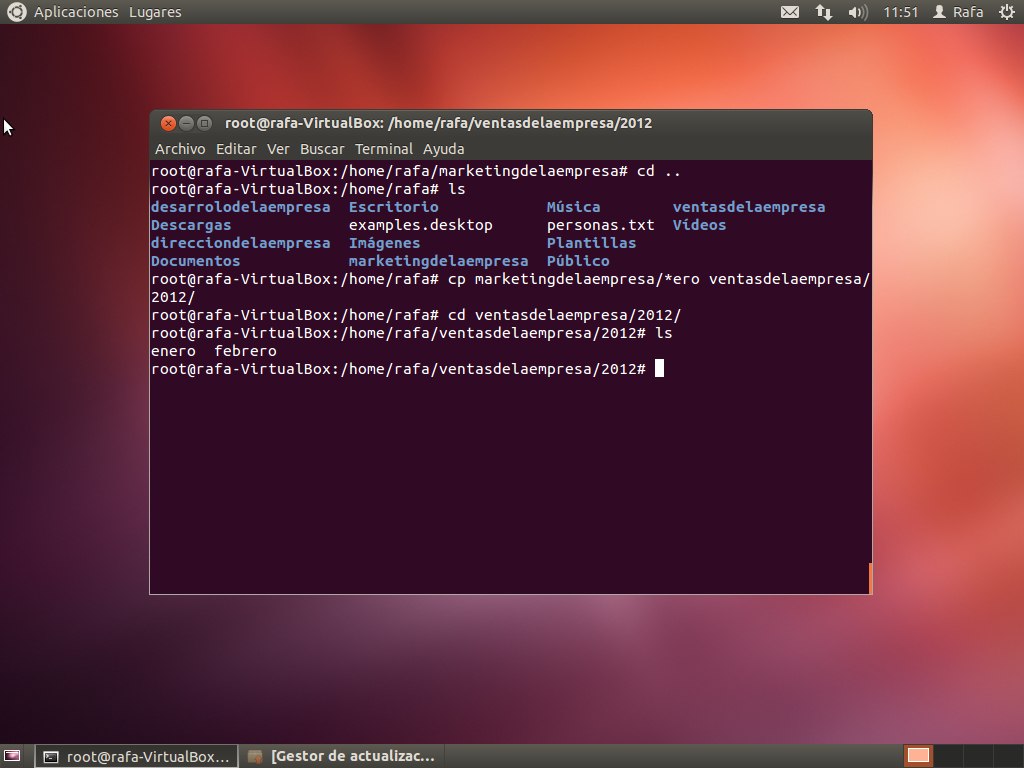 Aplicaciones Lugares 11:51 Rafa
root@rafa-VirtualBox: /home/rafa/ventasdelaempresa/2012
Archivo Editar Ver Buscar Terminal Ayuda
root@rafa-VirtualBox:/home/rafa/marketingdelaempresa# cd ..
root@rafa-VirtualBox:/home/rafa# ls
desarrolodelaempresa Escritorio Música ventasdelaempresa
Descargas examples.desktop personas.txt Vídeos
direcciondelaempresa Imágenes Plantillas
Documentos marketingdelaempresa Público
root@rafa-VirtualBox:/home/rafa# cp marketingdelaempresa/*ero ventasdelaempresa/
2012/
root@rafa-VirtualBox:/home/rafa# cd ventasdelaempresa/2012/
root@rafa-VirtualBox:/home/rafa/ventasdelaempresa/2012# ls
enero febrero
root@rafa-VirtualBox:/home/rafa/ventasdelaempresa/2012#
root@rafa-VirtualBox... [Gestor de actualizac...